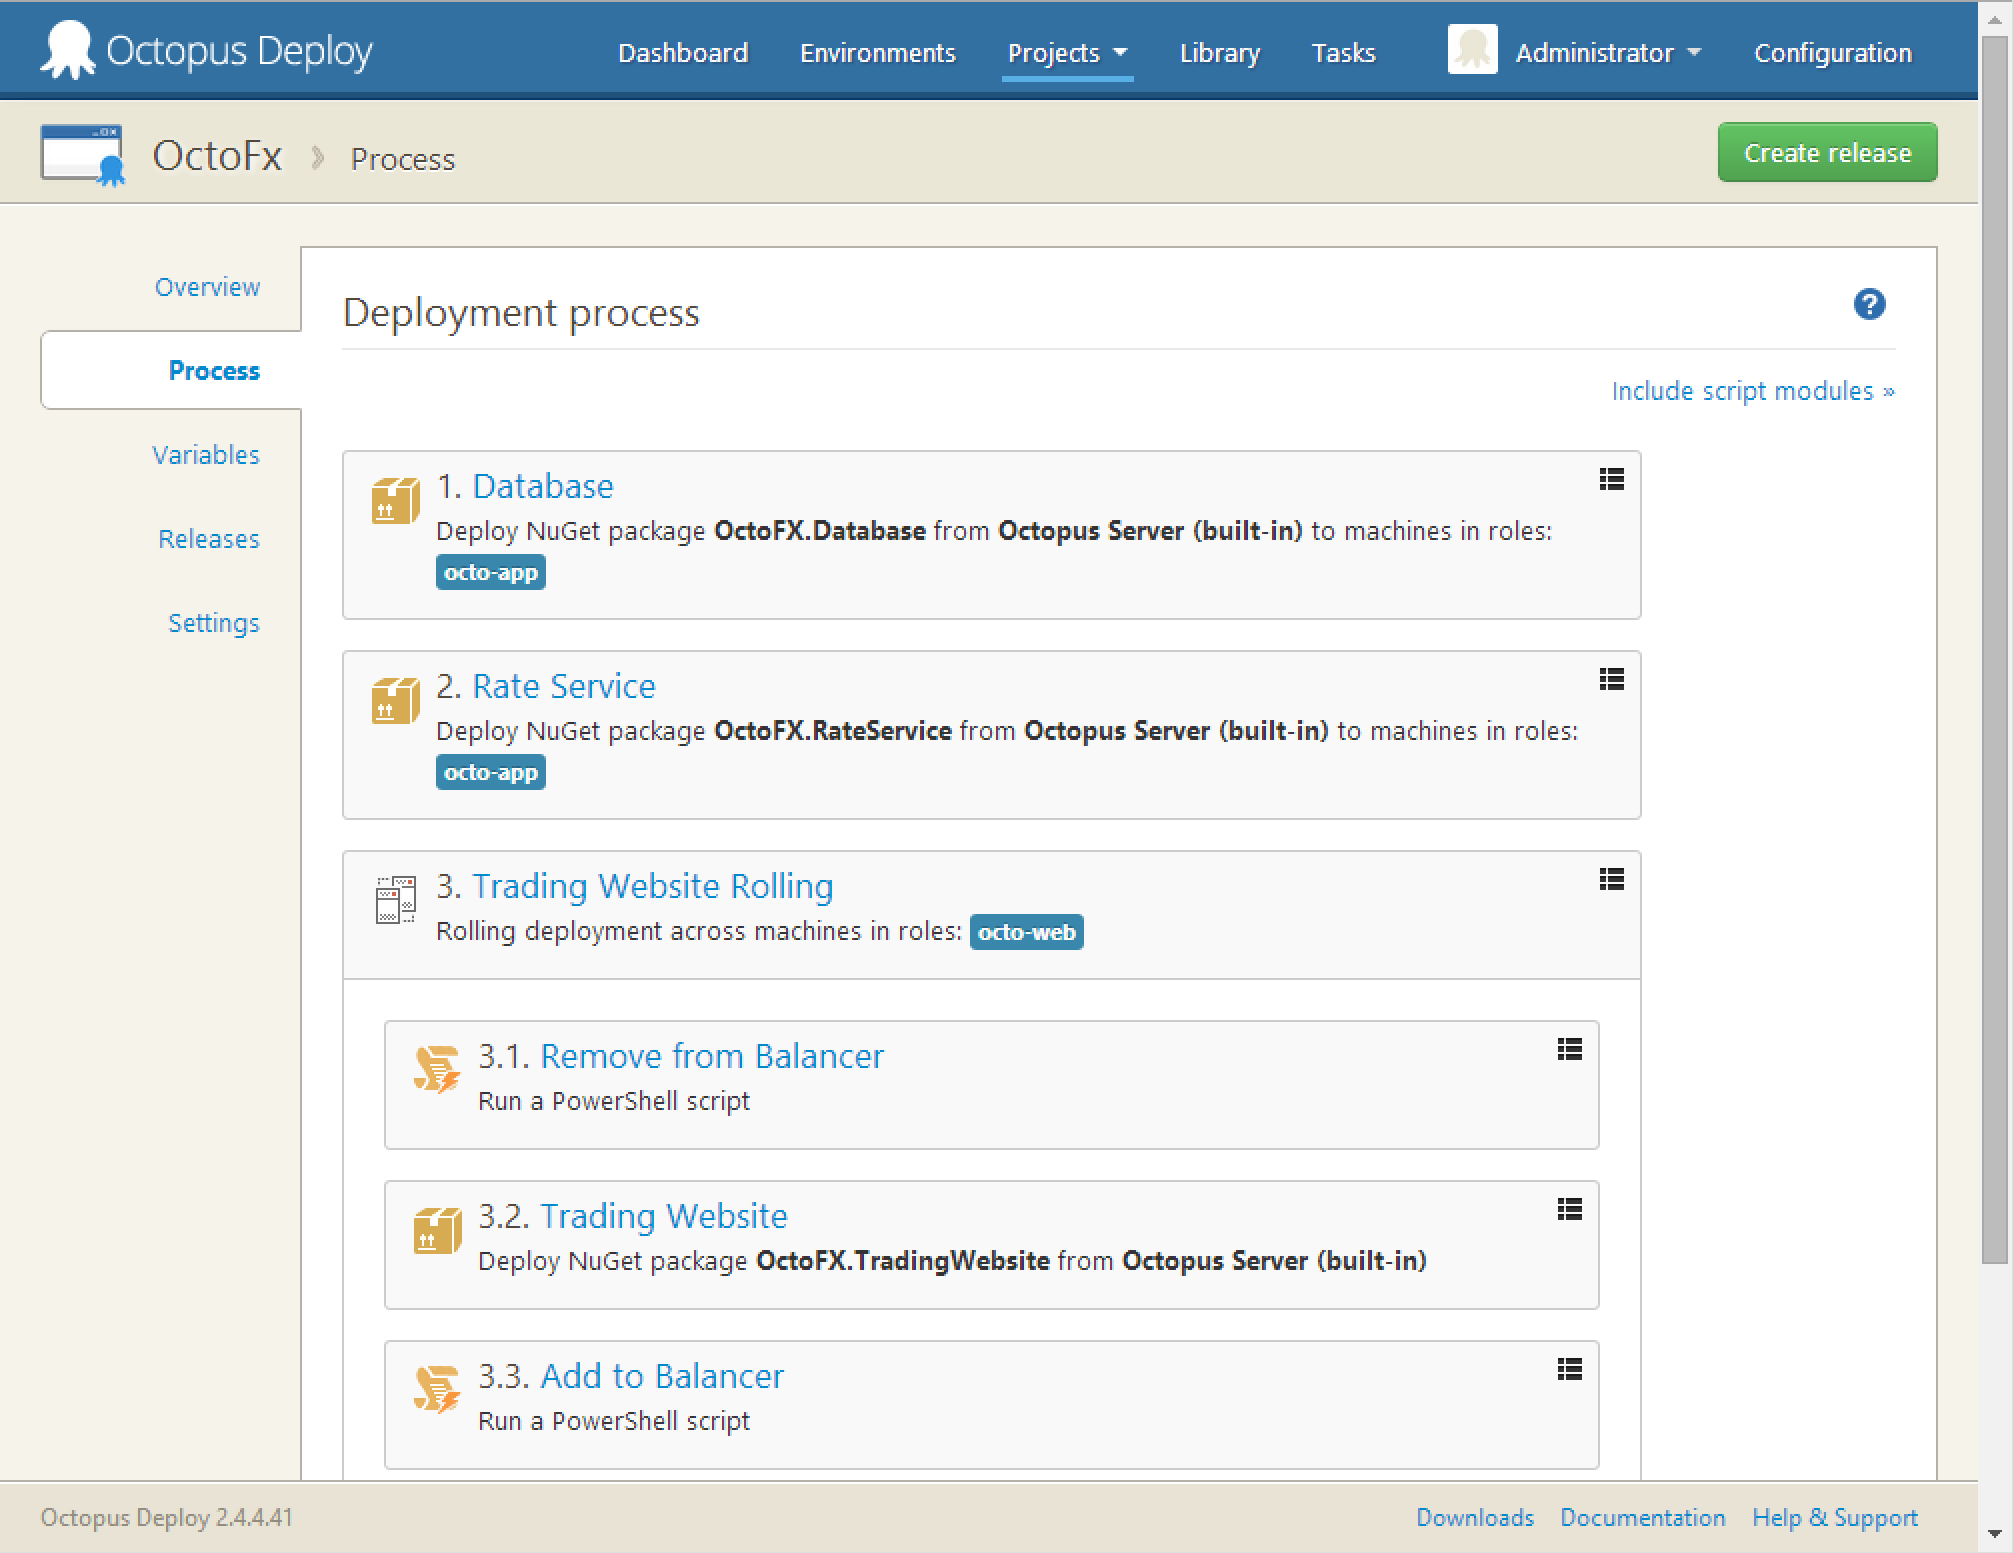 Octopus Deploy
Dashboard
Environments
Projects
Library
Tasks
Administrator
Configuration
OctoFx
Process
Create release
Overview
Process
Variables
Releases
Settings
Deployment process
?
Include script modules »
1. Database
Deploy NuGet package OctoFX.Database from Octopus Server (built-in) to machines in roles:
octo-app
2. Rate Service
Deploy NuGet package OctoFX.RateService from Octopus Server (built-in) to machines in roles:
octo-app
3. Trading Website Rolling
Rolling deployment across machines in roles: octo-web
3.1. Remove from Balancer
Run a PowerShell script
3.2. Trading Website
Deploy NuGet package OctoFX.TradingWebsite from Octopus Server (built-in)
3.3. Add to Balancer
Run a PowerShell script
Octopus Deploy 2.4.4.41
Downloads
Documentation
Help & Support